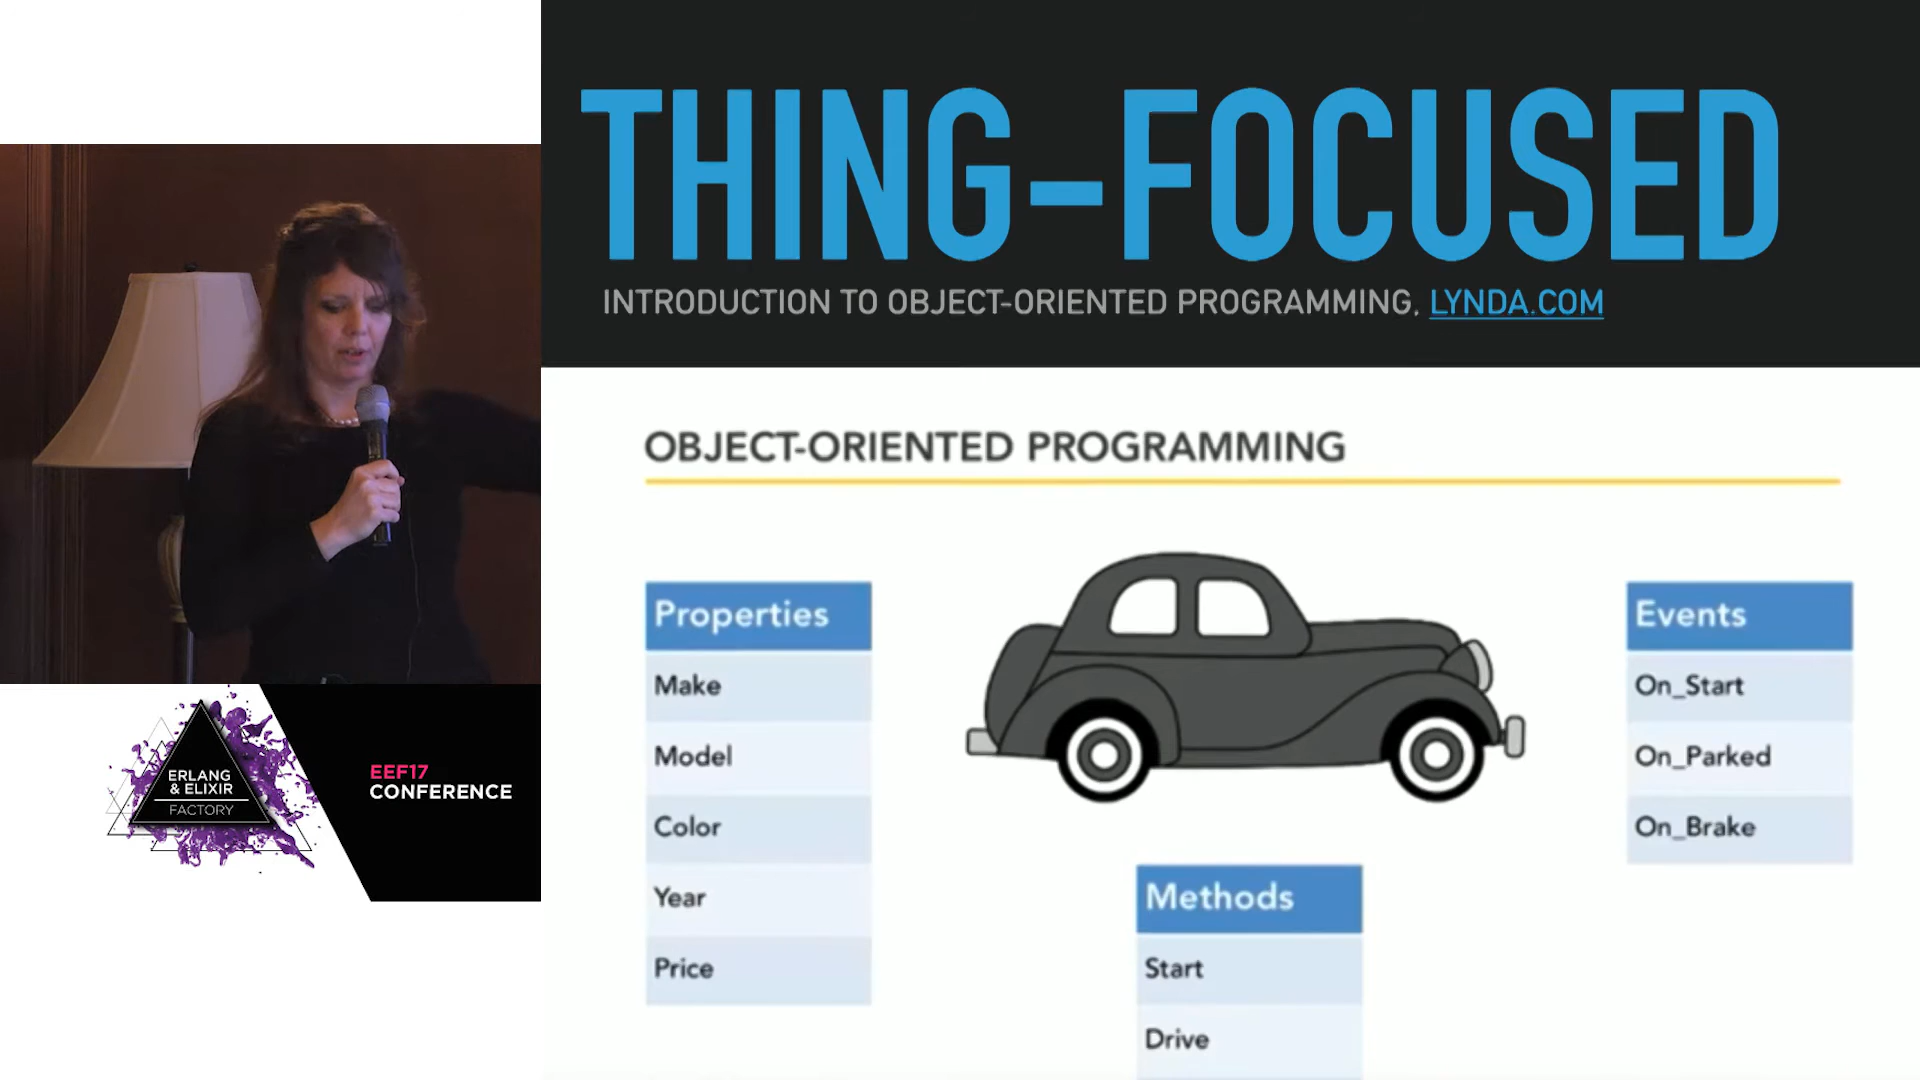 THING-FOCUSED
INTRODUCTION TO OBJECT-ORIENTED PROGRAMMING, LYNDA.COM
OBJECT-ORIENTED PROGRAMMING
Properties
Make
Model
Color
Year
Price
Methods
Start
Drive
Events
On_Start
On_Parked
On_Brake
ERLANG
& ELIXIR
FACTORY
EEF17
CONFERENCE